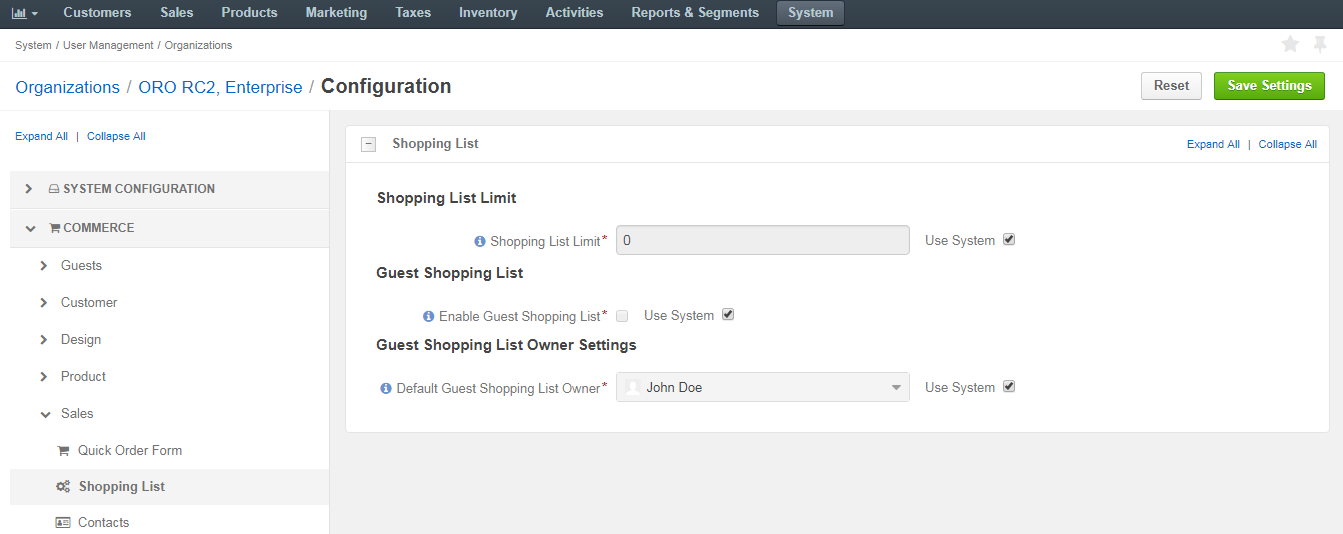 Customers Sales Products Marketing Taxes Inventory Activities Reports & Segments System
System / User Management / Organizations
Organizations / ORO RC2, Enterprise / Configuration Reset Save Settings
Expand All | Collapse All
SYSTEM CONFIGURATION
COMMERCE
Guests
Customer
Design
Product
Sales
Quick Order Form
Shopping List
Contacts
Shopping List Expand All | Collapse All
Shopping List Limit
Shopping List Limit* 0 Use System
Guest Shopping List
Enable Guest Shopping List* Use System
Guest Shopping List Owner Settings
Default Guest Shopping List Owner* John Doe Use System